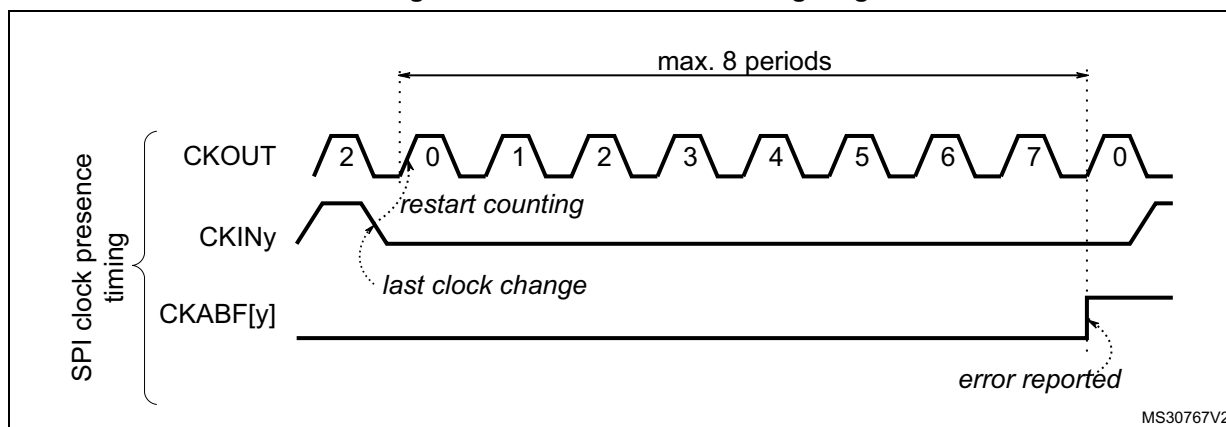 max. 8 periods
SPI clock presence
timing
CKOUT
2 0 1 2 3 4 5 6 7 0
restart counting
CKINy
last clock change
CKABF[y]
error reported
MS30767V2